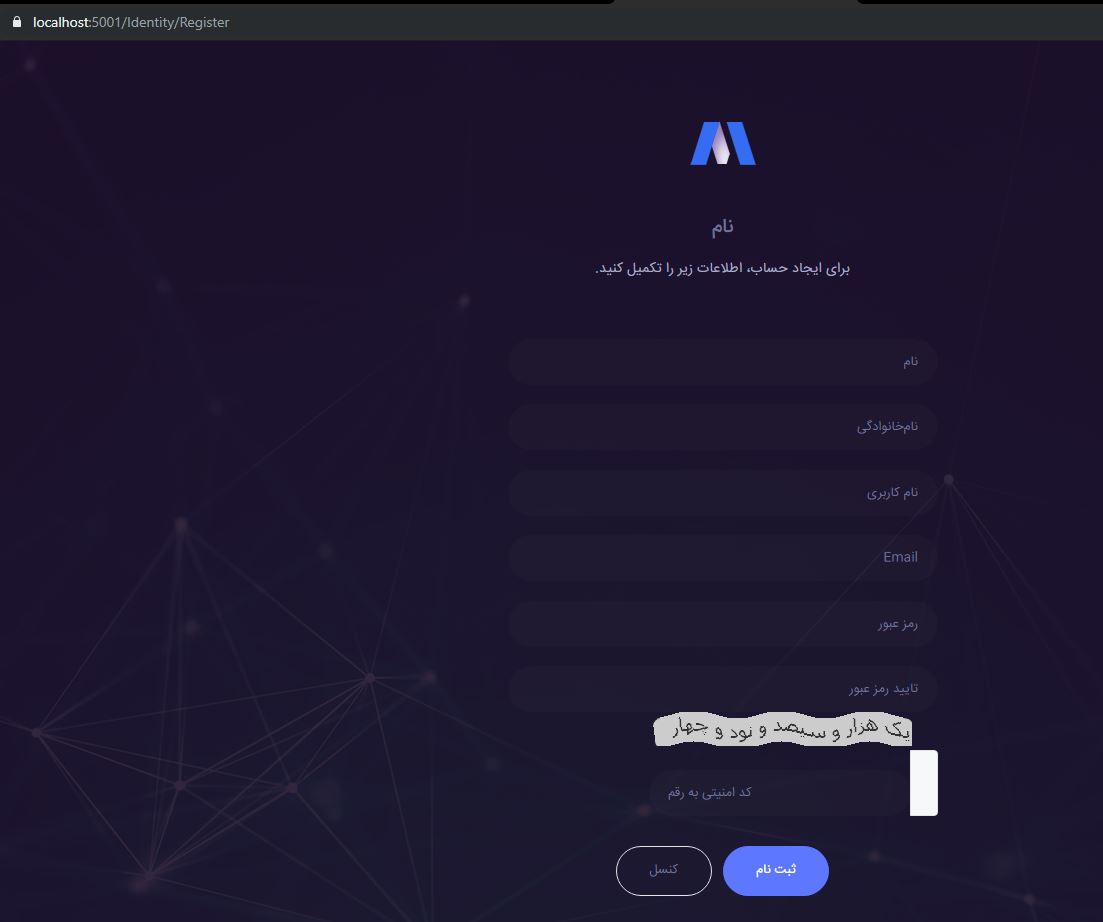 localhost:5001/Identity/Register
نام
برای ایجاد حساب، اطلاعات زیر را تکمیل کنید.
نام
نام‌خانوادگی
نام کاربری
Email
رمز عبور
تایید رمز عبور
یک هزار و سیصد و نود و چهار
کد امنیتی به رقم
ثبت نام
کنسل